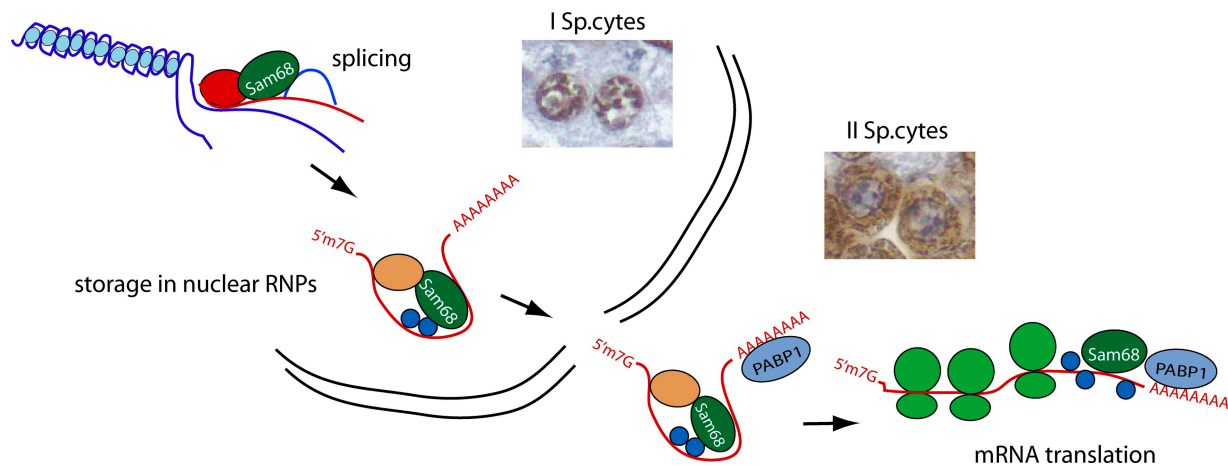 I Sp.cytes
splicing
Sam68
II Sp.cytes
AAAAAAAA
5'm7G
storage in nuclear RNPs
Sam68
AAAAAAAA
5'm7G
PABP1
Sam68
5'm7G
Sam68
PABP1
AAAAAAAA
mRNA translation